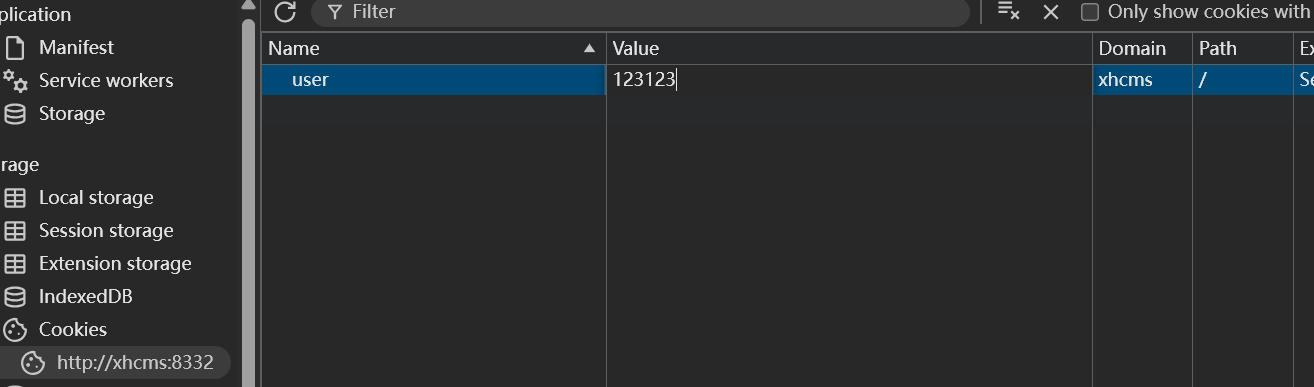 plication
Manifest
Service workers
Storage
rage
Local storage
Session storage
Extension storage
IndexedDB
Cookies
http://xhcms:8332
Filter
Only show cookies with
Name Value Domain Path Ex
user 123123 xhcms / Se